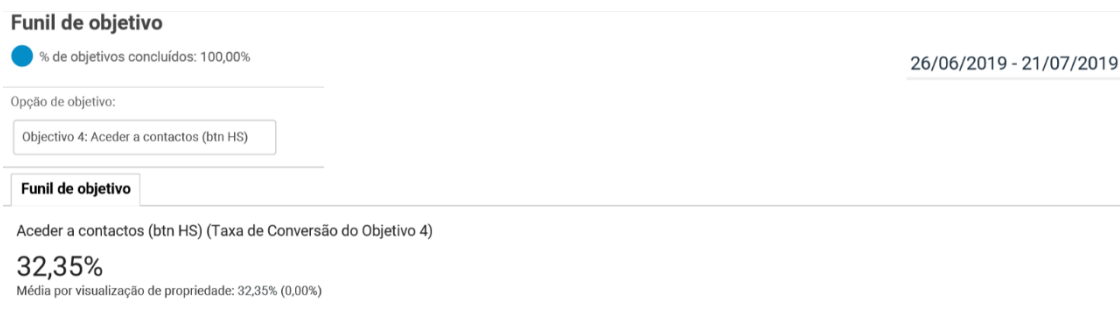 Funil de objetivo
% de objetivos concluídos: 100,00%
26/06/2019 - 21/07/2019
Opção de objetivo:
Objectivo 4: Aceder a contactos (btn HS)
Funil de objetivo
Aceder a contactos (btn HS) (Taxa de Conversão do Objetivo 4)
32,35%
Média por visualização de propriedade: 32,35% (0,00%)